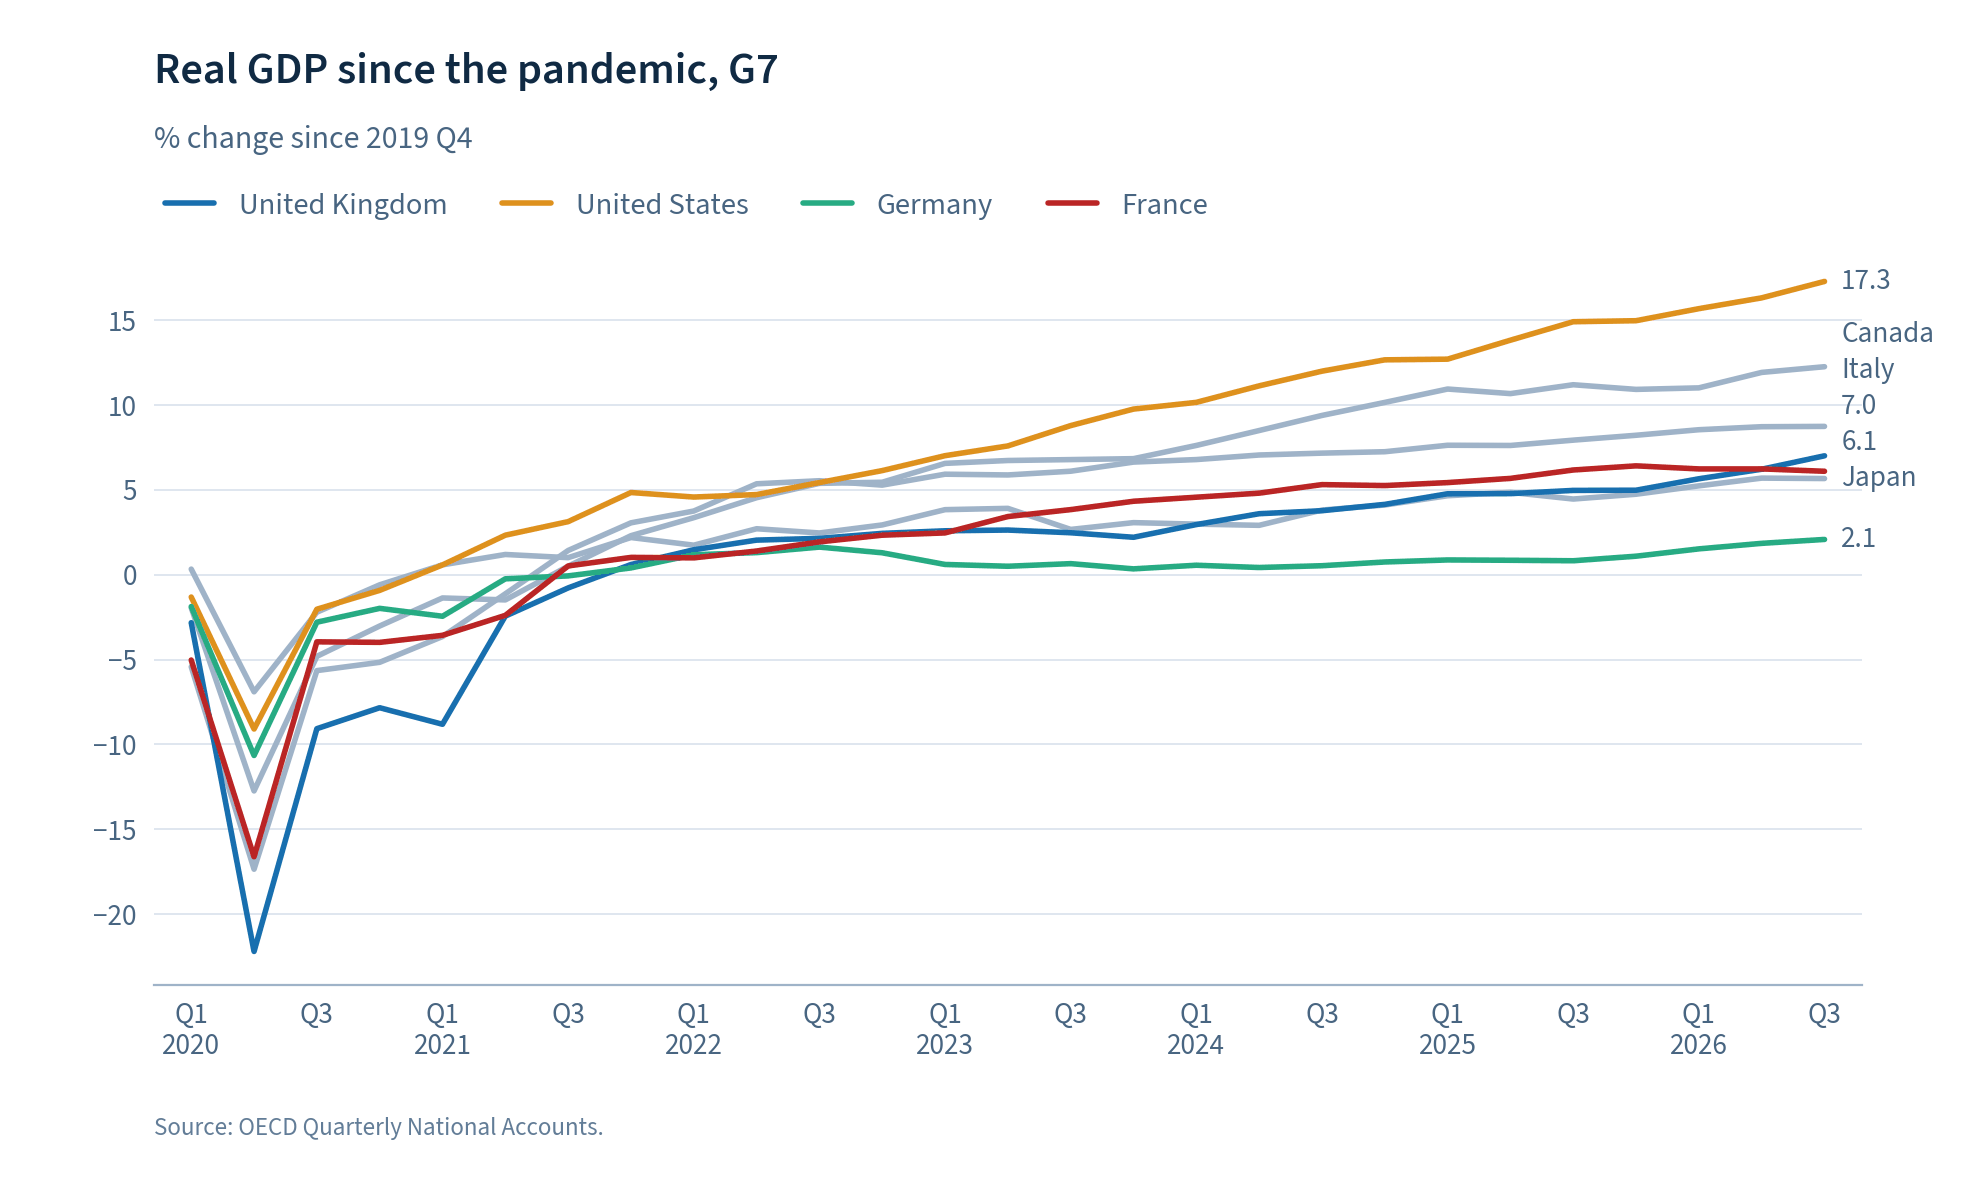 Real GDP since the pandemic, G7
% change since 2019 Q4
United Kingdom United States Germany France
17.3
15
Canada
Italy
10
7.0
6.1
5
Japan
2.1
0
−5
−10
−15
−20
Q1 Q3 Q1 Q3 Q1 Q3 Q1 Q3 Q1 Q3 Q1 Q3 Q1 Q3
2020 2021 2022 2023 2024 2025 2026
Source: OECD Quarterly National Accounts.